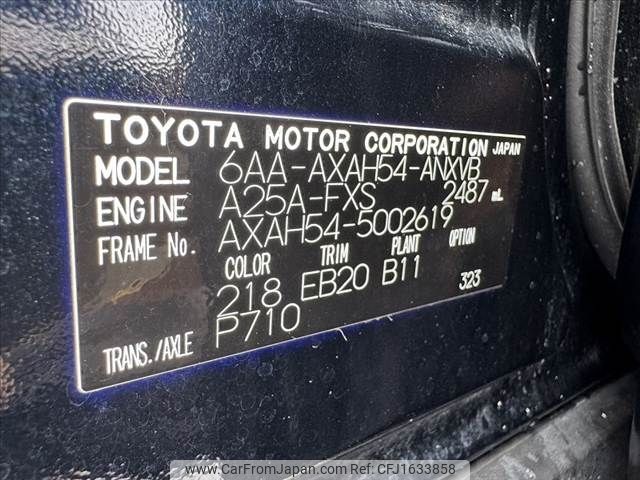 TOYOTA MOTOR CORPORATION JAPAN
MODEL 6AA-AXAH54-ANXVB
ENGINE A25A-FXS 2487 mL
FRAME No. AXAH54-5002619
COLOR TRIM PLANT OPTION
218 EB20 B11 323
TRANS./AXLE P710
www.CarFromJapan.com - CFJ1633858